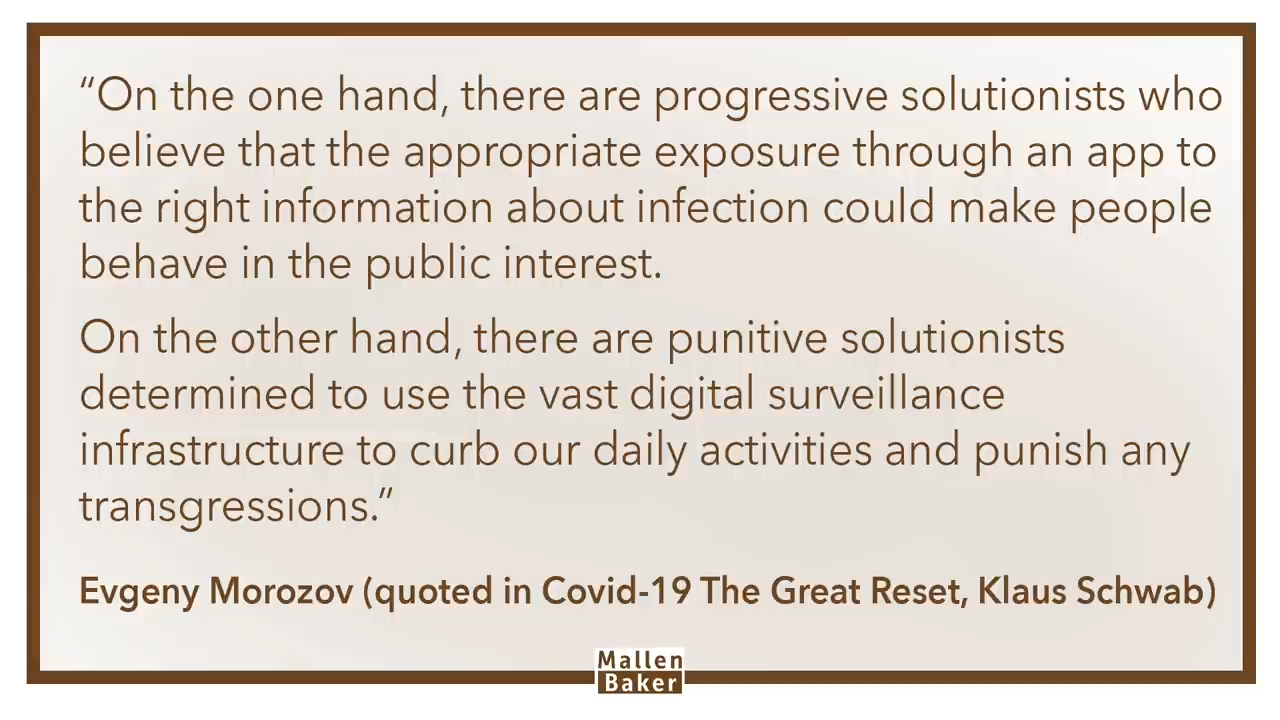 “On the one hand, there are progressive solutionists who
believe that the appropriate exposure through an app to
the right information about infection could make people
behave in the public interest.
On the other hand, there are punitive solutionists
determined to use the vast digital surveillance
infrastructure to curb our daily activities and punish any
transgressions.”
Evgeny Morozov (quoted in Covid-19 The Great Reset, Klaus Schwab)
Mallen
Baker